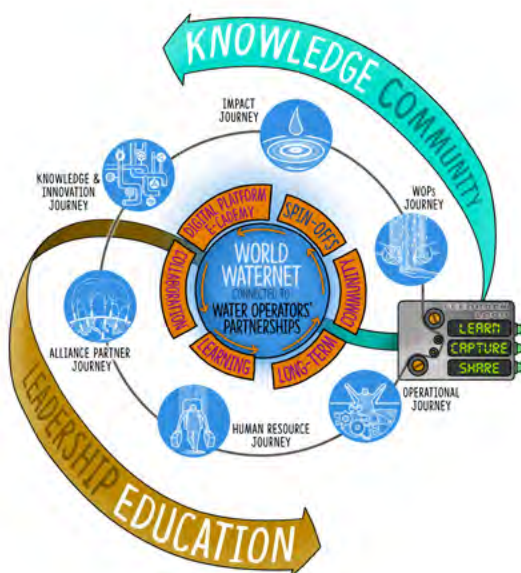 KNOWLEDGE COMMUNITY
IMPACT
JOURNEY
KNOWLEDGE &
INNOVATION
JOURNEY
WOPs
JOURNEY
DIGITAL PLATFORM
E-CADEMY
SPIN-OFFS
COMMUNITY
LONG-TERM
LEARNING
COLLABORATION
WORLD
WATERNET
CONNECTED TO
WATER OPERATORS'
PARTNERSHIPS
LEARN
CAPTURE
SHARE
ALLIANCE PARTNER
JOURNEY
OPERATIONAL
JOURNEY
HUMAN RESOURCE
JOURNEY
LEADERSHIP EDUCATION